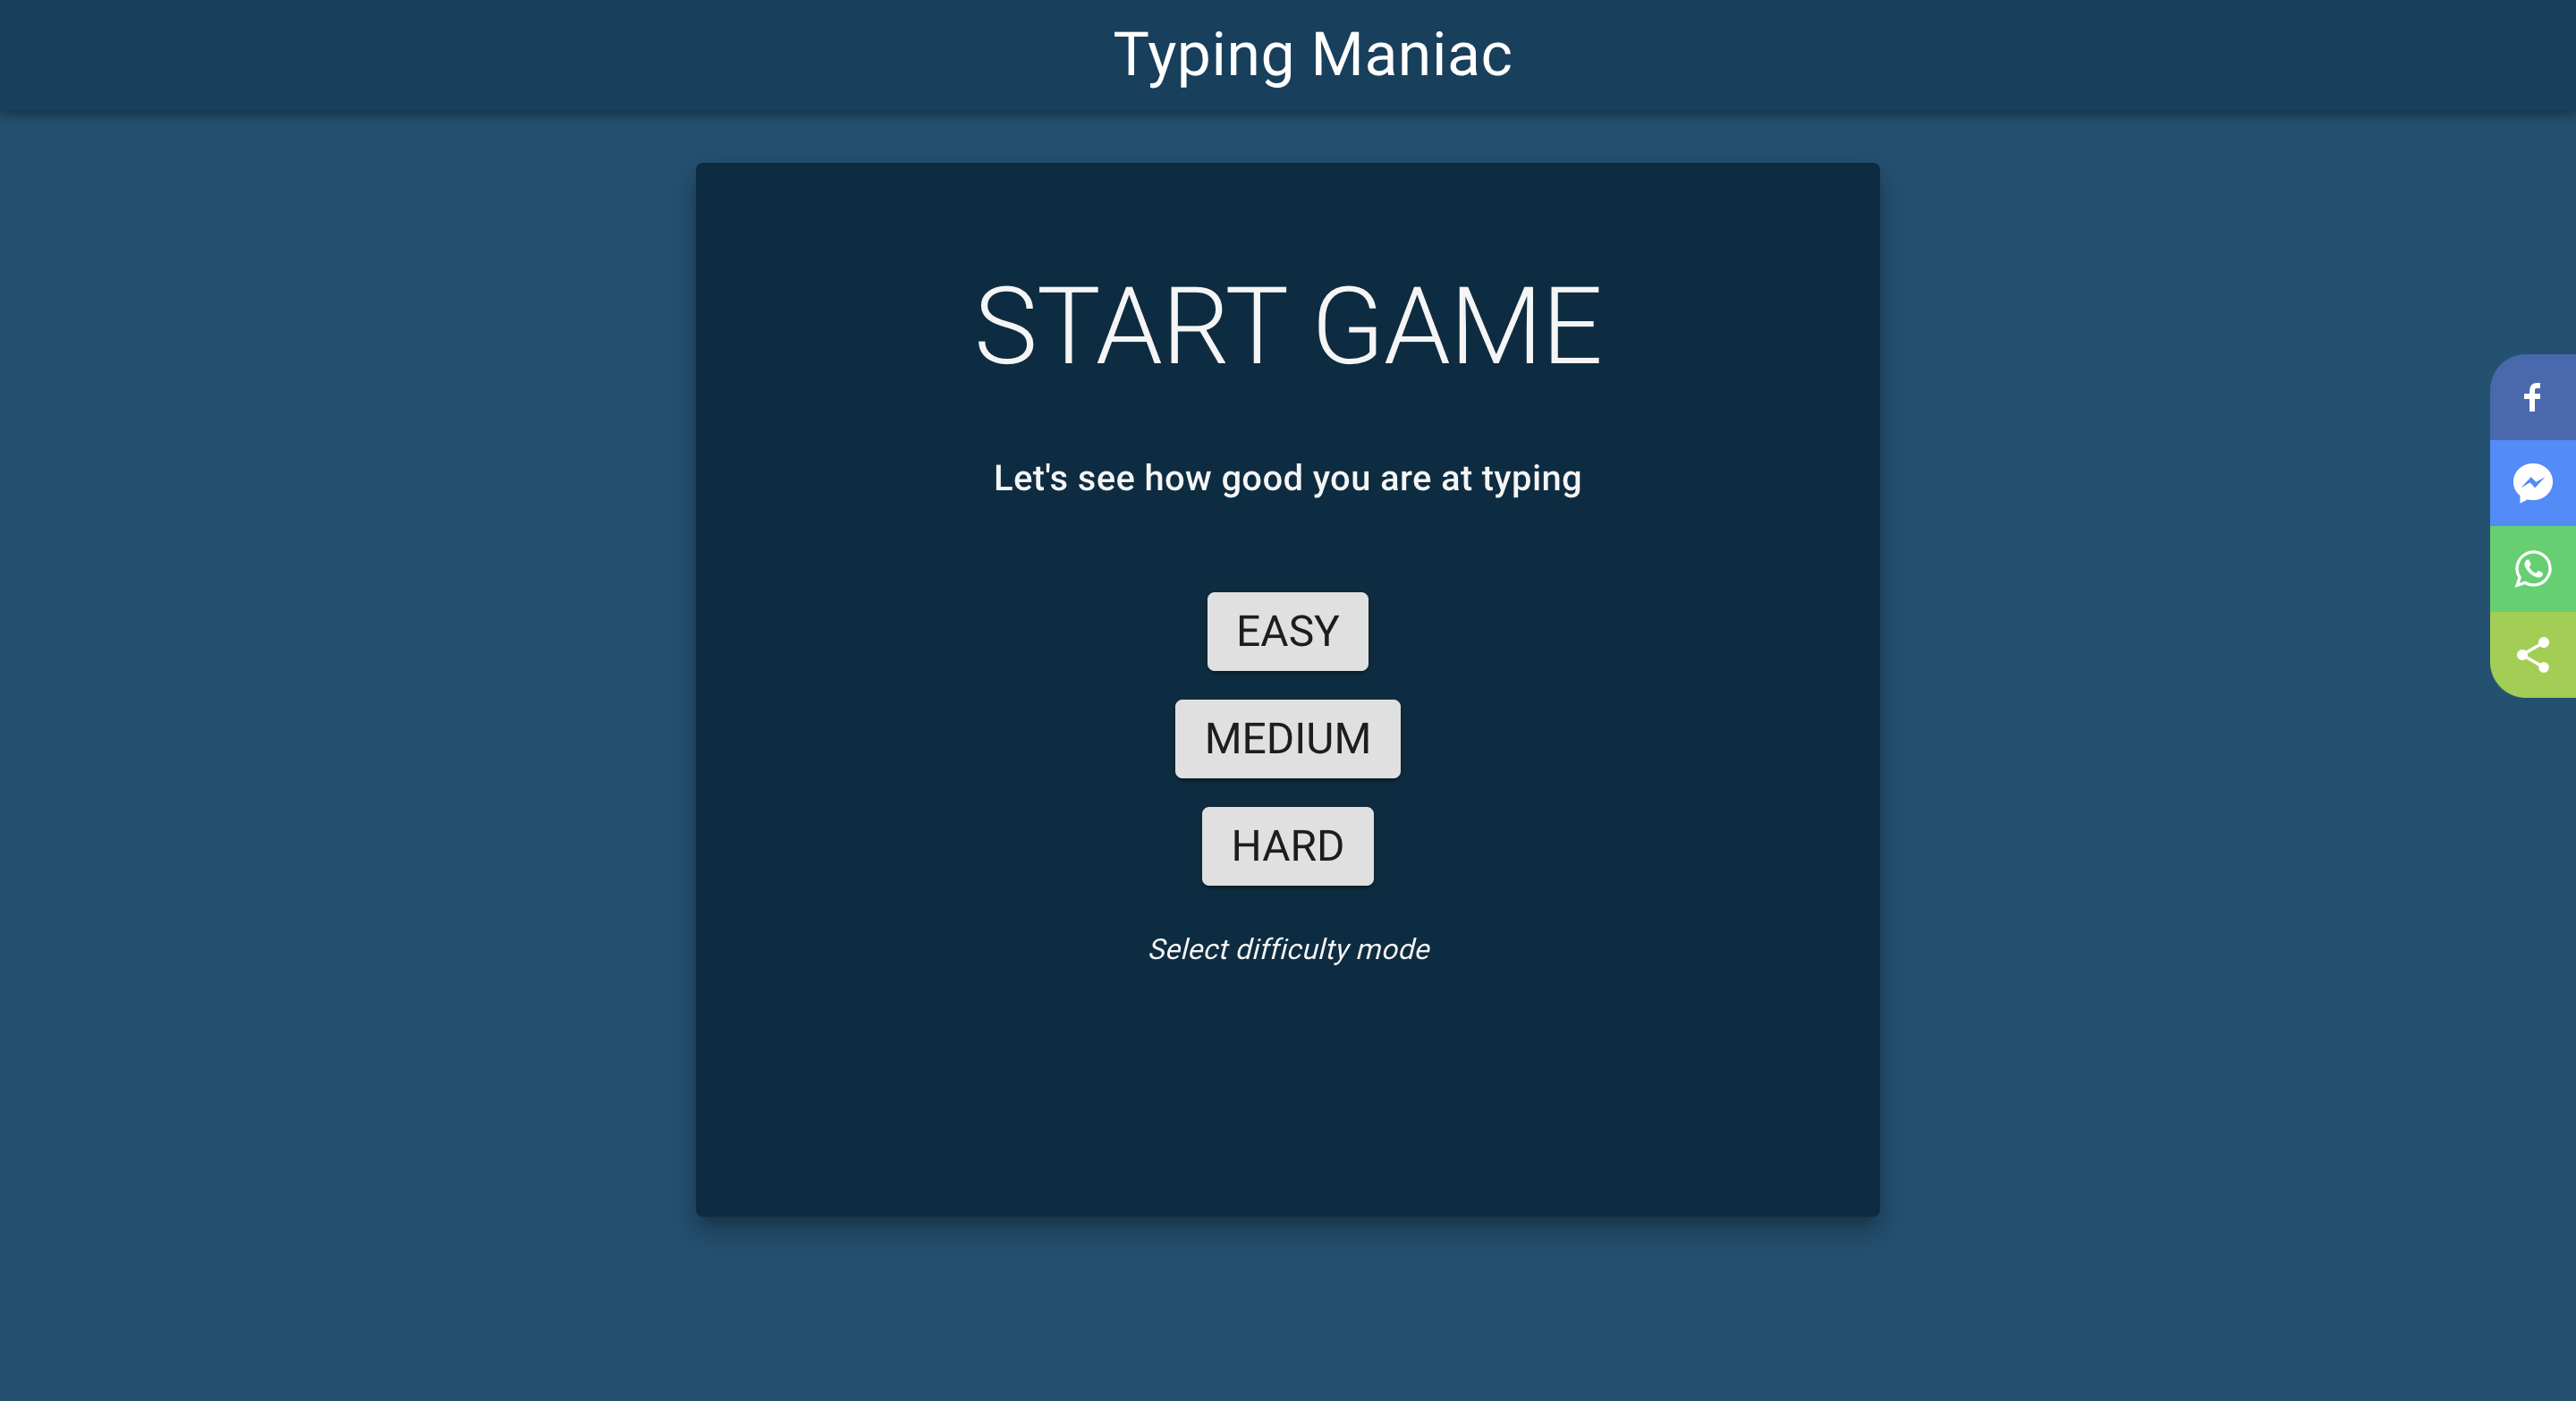 Typing Maniac
START GAME
Let's see how good you are at typing
EASY
MEDIUM
HARD
Select difficulty mode